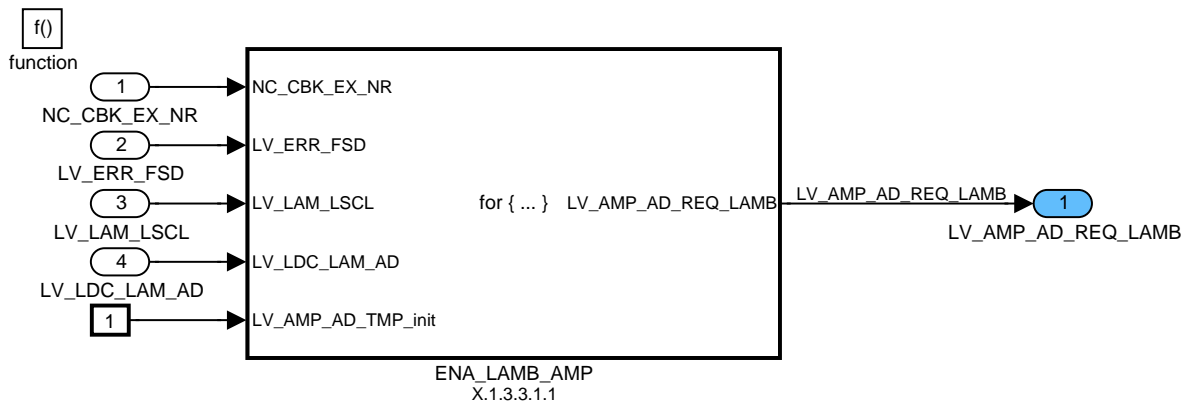 f()
function
1
NC_CBK_EX_NR
NC_CBK_EX_NR
2
LV_ERR_FSD
LV_ERR_FSD
3
LV_LAM_LSCL
LV_LAM_LSCL
for { ... }
LV_AMP_AD_REQ_LAMB
LV_AMP_AD_REQ_LAMB
1
LV_AMP_AD_REQ_LAMB
4
LV_LDC_LAM_AD
LV_LDC_LAM_AD
1
LV_AMP_AD_TMP_init
ENA_LAMB_AMP
X.1.3.3.1.1